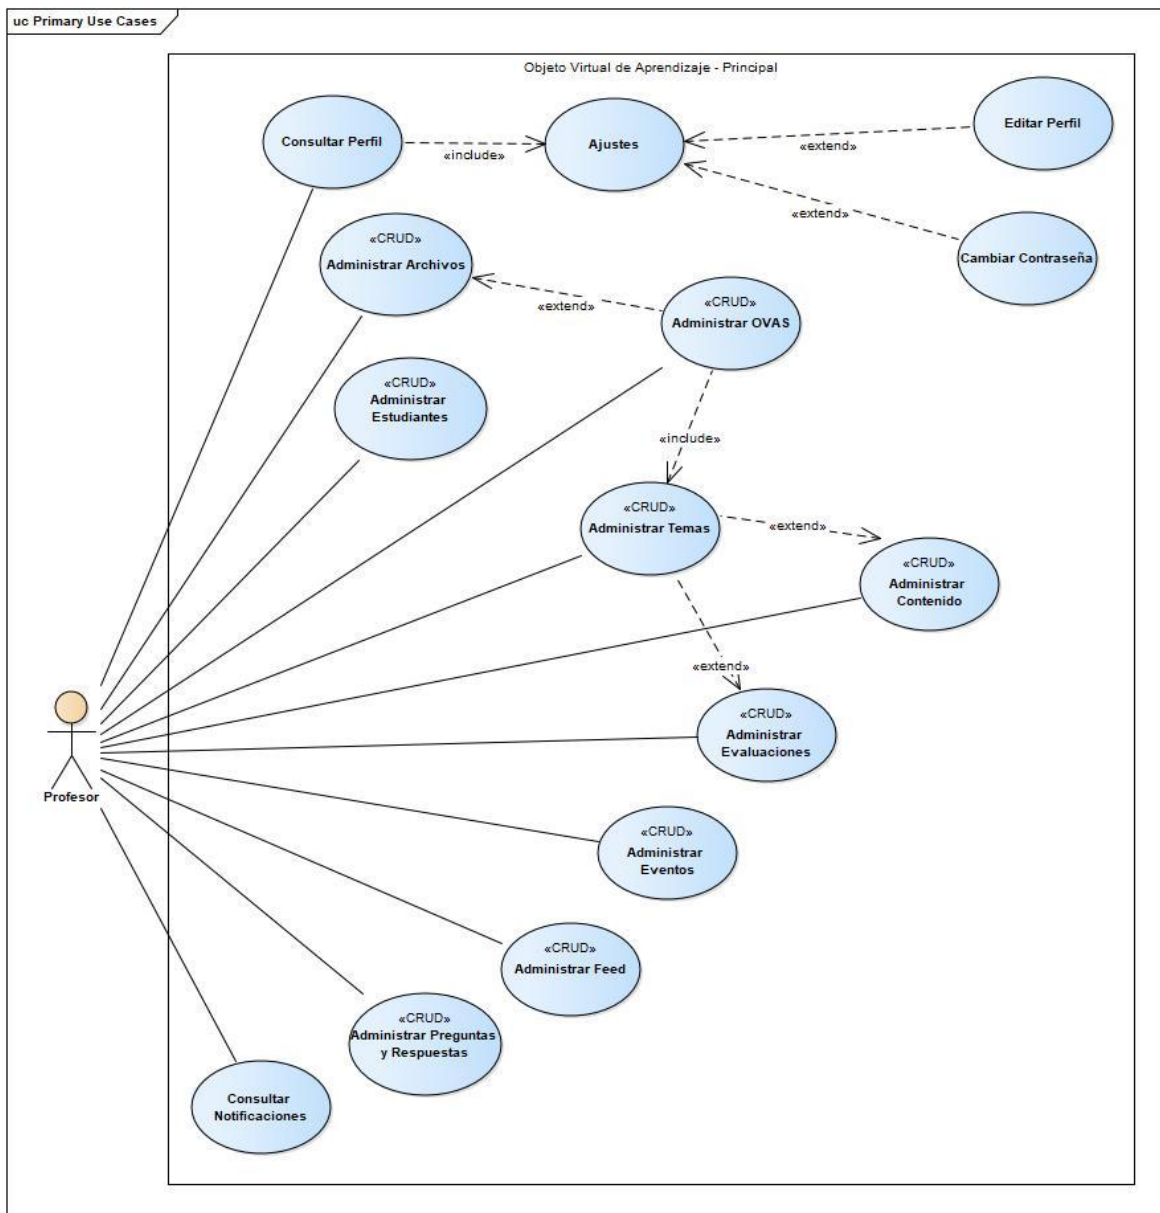 uc Primary Use Cases
Objeto Virtual de Aprendizaje - Principal
Consultar Perfil
«include»
Ajustes
«extend»
Editar Perfil
«extend»
Cambiar Contraseña
«CRUD»
Administrar Archivos
«extend»
«CRUD»
Administrar OVAS
«CRUD»
Administrar
Estudiantes
«include»
«CRUD»
Administrar Temas
«extend»
«CRUD»
Administrar
Contenido
«extend»
«CRUD»
Administrar
Evaluaciones
Profesor
«CRUD»
Administrar
Eventos
«CRUD»
Administrar Feed
«CRUD»
Administrar Preguntas
y Respuestas
Consultar
Notificaciones